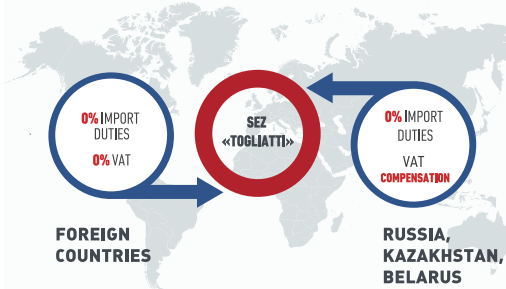 0% IMPORT
DUTIES
0% VAT
SEZ
«TOGLIATTI»
0% IMPORT
DUTIES
VAT
COMPENSATION
FOREIGN
COUNTRIES
RUSSIA,
KAZAKHSTAN,
BELARUS